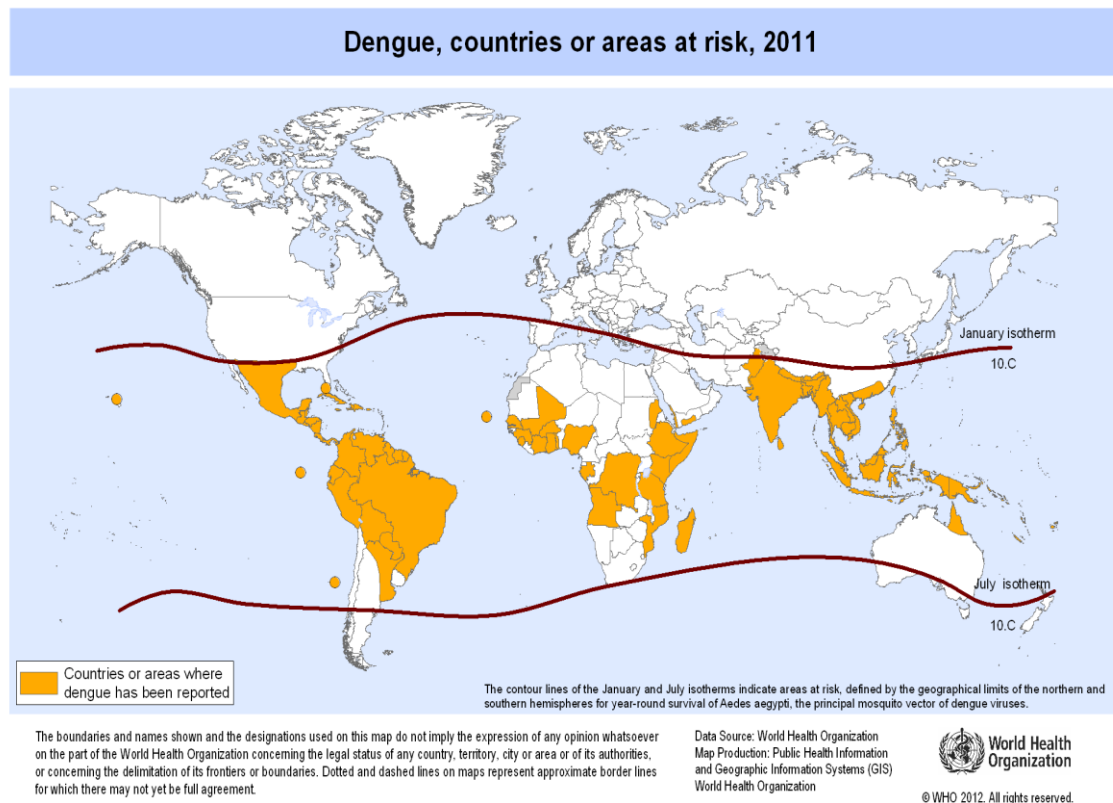 Dengue, countries or areas at risk, 2011
January isotherm
10.C
July isotherm
10.C
Countries or areas where
dengue has been reported
The contour lines of the January and July isotherms indicate areas at risk, defined by the geographical limits of the northern and
southern hemispheres for year-round survival of Aedes aegypti, the principal mosquito vector of dengue viruses.
The boundaries and names shown and the designations used on this map do not imply the expression of any opinion whatsoever
on the part of the World Health Organization concerning the legal status of any country, territory, city or area or of its authorities,
or concerning the delimitation of its frontiers or boundaries. Dotted and dashed lines on maps represent approximate border lines
for which there may not yet be full agreement.
Data Source: World Health Organization
Map Production: Public Health Information
and Geographic Information Systems (GIS)
World Health Organization
World Health
Organization
© WHO 2012. All rights reserved.